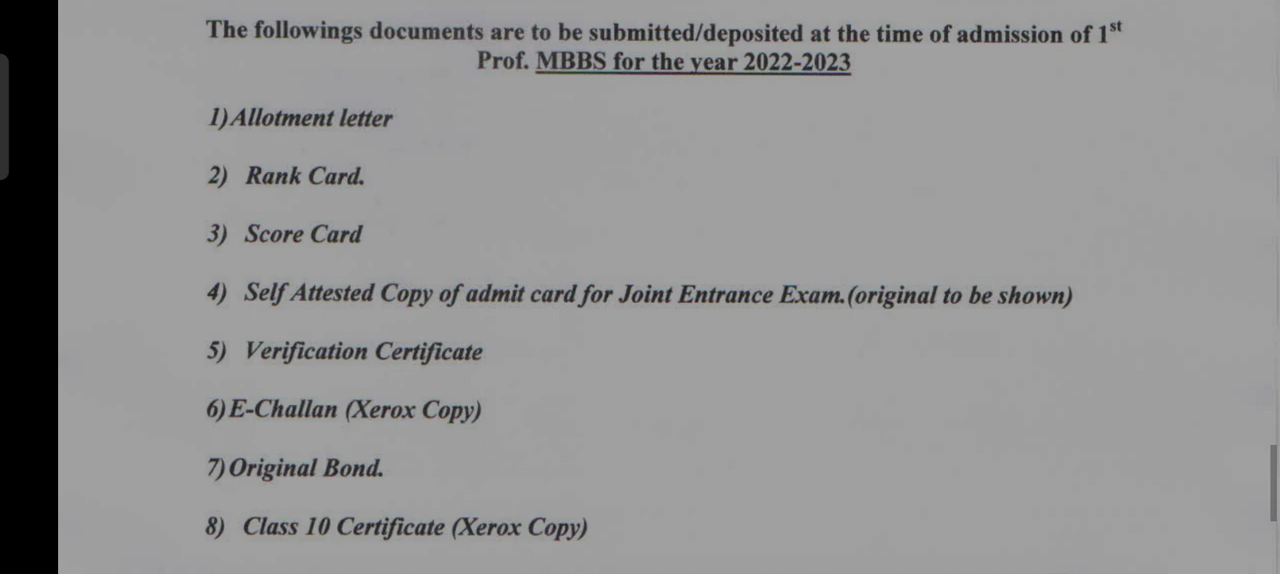 The followings documents are to be submitted/deposited at the time of admission of 1st
Prof. MBBS for the year 2022-2023
1) Allotment letter
2) Rank Card.
3) Score Card
4) Self Attested Copy of admit card for Joint Entrance Exam.(original to be shown)
5) Verification Certificate
6) E-Challan (Xerox Copy)
7) Original Bond.
8) Class 10 Certificate (Xerox Copy)